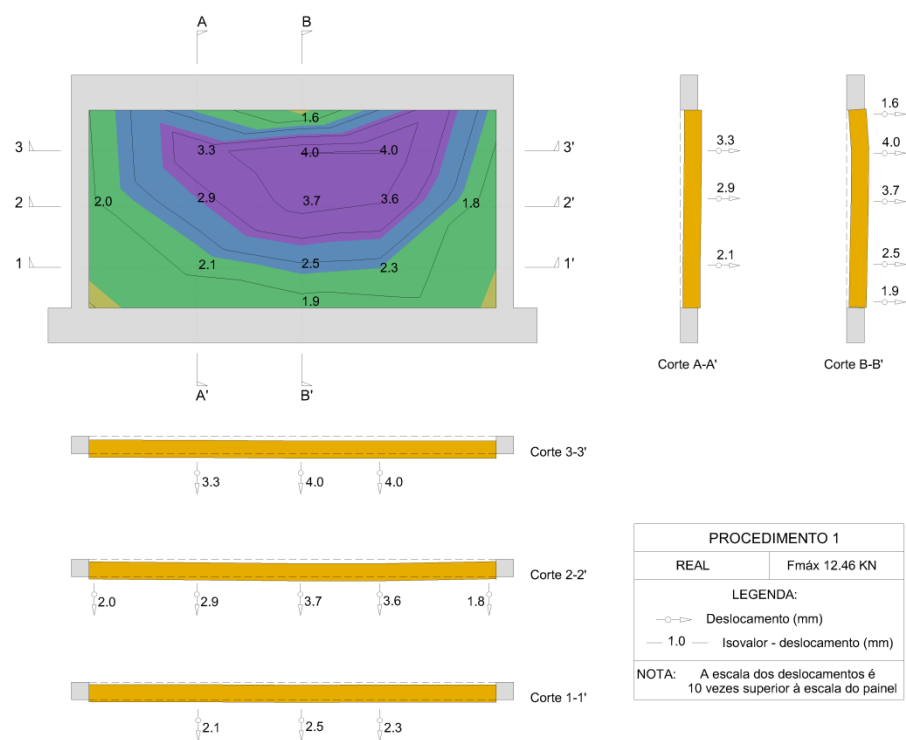 A
B
1.6
3
3.3
4.0
4.0
3'
2
2.0
2.9
3.7
3.6
1.8
2'
1
2.1
2.5
2.3
1'
1.9
A'
B'
3.3
2.9
2.1
Corte A-A'
1.6
4.0
3.7
2.5
1.9
Corte B-B'
Corte 3-3'
3.3
4.0
4.0
Corte 2-2'
2.0
2.9
3.7
3.6
1.8
Corte 1-1'
2.1
2.5
2.3
PROCEDIMENTO 1
REAL
Fmáx 12.46 KN
LEGENDA:
Deslocamento (mm)
1.0 Isovalor - deslocamento (mm)
NOTA: A escala dos deslocamentos é
10 vezes superior à escala do painel